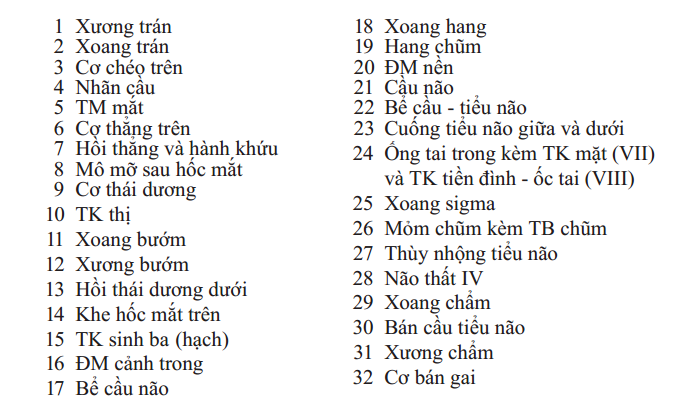 1 Xương trán
2 Xoang trán
3 Cơ chéo trên
4 Nhãn cầu
5 TM mắt
6 Cơ thẳng trên
7 Hồi thẳng và hành khứu
8 Mô mỡ sau hốc mắt
9 Cơ thái dương
10 TK thị
11 Xoang bướm
12 Xương bướm
13 Hồi thái dương dưới
14 Khe hốc mắt trên
15 TK sinh ba (hạch)
16 ĐM cảnh trong
17 Bể cầu não
18 Xoang hang
19 Hang chũm
20 ĐM nền
21 Cầu não
22 Bể cầu - tiểu não
23 Cuống tiểu não giữa và dưới
24 Ống tai trong kèm TK mặt (VII)
và TK tiền đình - ốc tai (VIII)
25 Xoang sigma
26 Mỏm chũm kèm TB chũm
27 Thùy nhộng tiểu não
28 Não thất IV
29 Xoang chẩm
30 Bán cầu tiểu não
31 Xương chẩm
32 Cơ bán gai